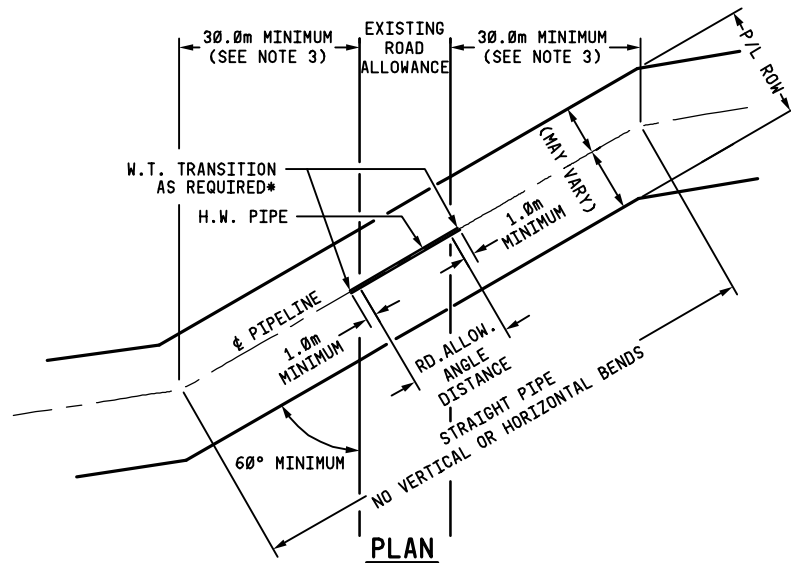 30.0m MINIMUM
(SEE NOTE 3)
EXISTING
ROAD
ALLOWANCE
30.0m MINIMUM
(SEE NOTE 3)
P/L ROW
(MAY VARY)
W.T. TRANSITION
AS REQUIRED*
H.W. PIPE
1.0m
MINIMUM
℄ PIPELINE
1.0m
MINIMUM
RD.ALLOW.
ANGLE
DISTANCE
STRAIGHT PIPE
NO VERTICAL OR HORIZONTAL BENDS
60° MINIMUM
PLAN